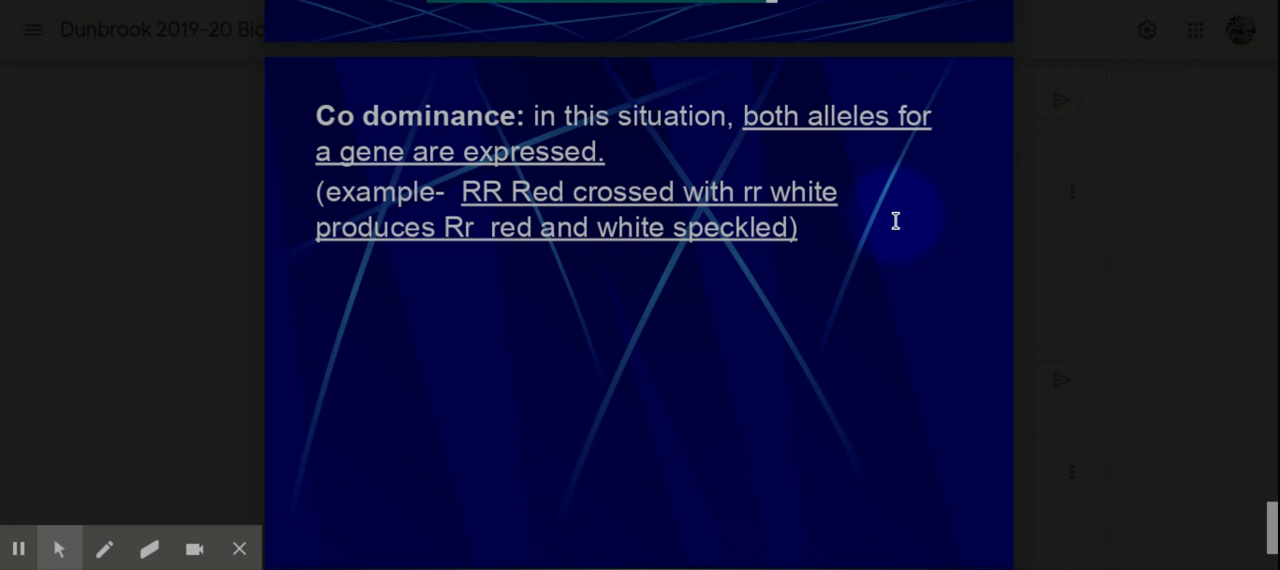 Dunbrook 2019-20 Bio
Co dominance: in this situation, both alleles for
a gene are expressed.
(example-  RR Red crossed with rr white
produces Rr  red and white speckled)